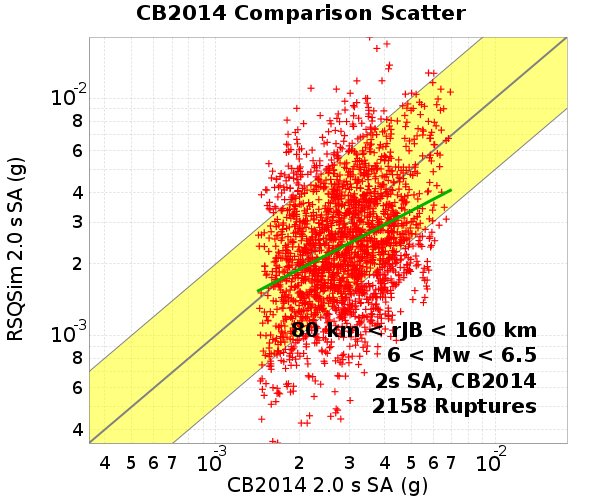 CB2014 Comparison Scatter
RSQSim 2.0 s SA (g)
10-2
8
6
4
3
2
10-3
8
6
4
80 km < rJB < 160 km
6 < Mw < 6.5
2s SA, CB2014
2158 Ruptures
4 5 6 7 10-3 2 3 4 5 6 7 10-2
CB2014 2.0 s SA (g)